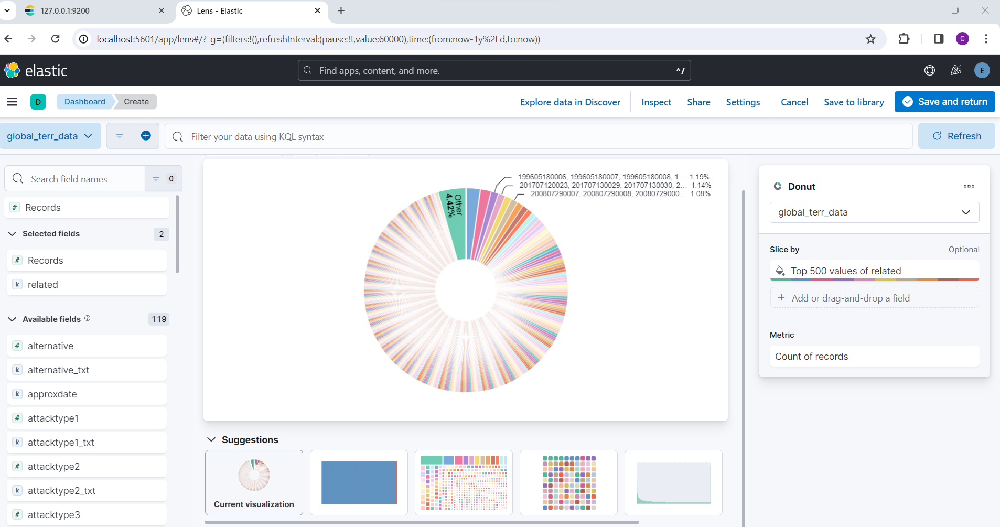 127.0.0.1:9200
Lens - Elastic
localhost:5601/app/lens#/?_g=(filters:!(),refreshInterval:(pause:!t,value:60000),time:(from:now-1y%2Fd,to:now))
C
elastic
Find apps, content, and more.
^/
E
D
Dashboard
Create
Explore data in Discover
Inspect
Share
Settings
Cancel
Save to library
Save and return
global_terr_data
Filter your data using KQL syntax
Refresh
Search field names
0
# Records
Selected fields
2
# Records
k related
Available fields
119
# alternative
k alternative_txt
k approxdate
# attacktype1
k attacktype1_txt
# attacktype2
k attacktype2_txt
# attacktype3
199605180006, 199605180007, 199605180008, 1... 1.19%
201707120023, 201707130029, 201707130030, 2... 1.14%
200807290007, 200807290008, 20080729000... 1.08%
Other
4.42%
Suggestions
Current visualization
Donut
global_terr_data
Slice by
Optional
Top 500 values of related
+ Add or drag-and-drop a field
Metric
Count of records